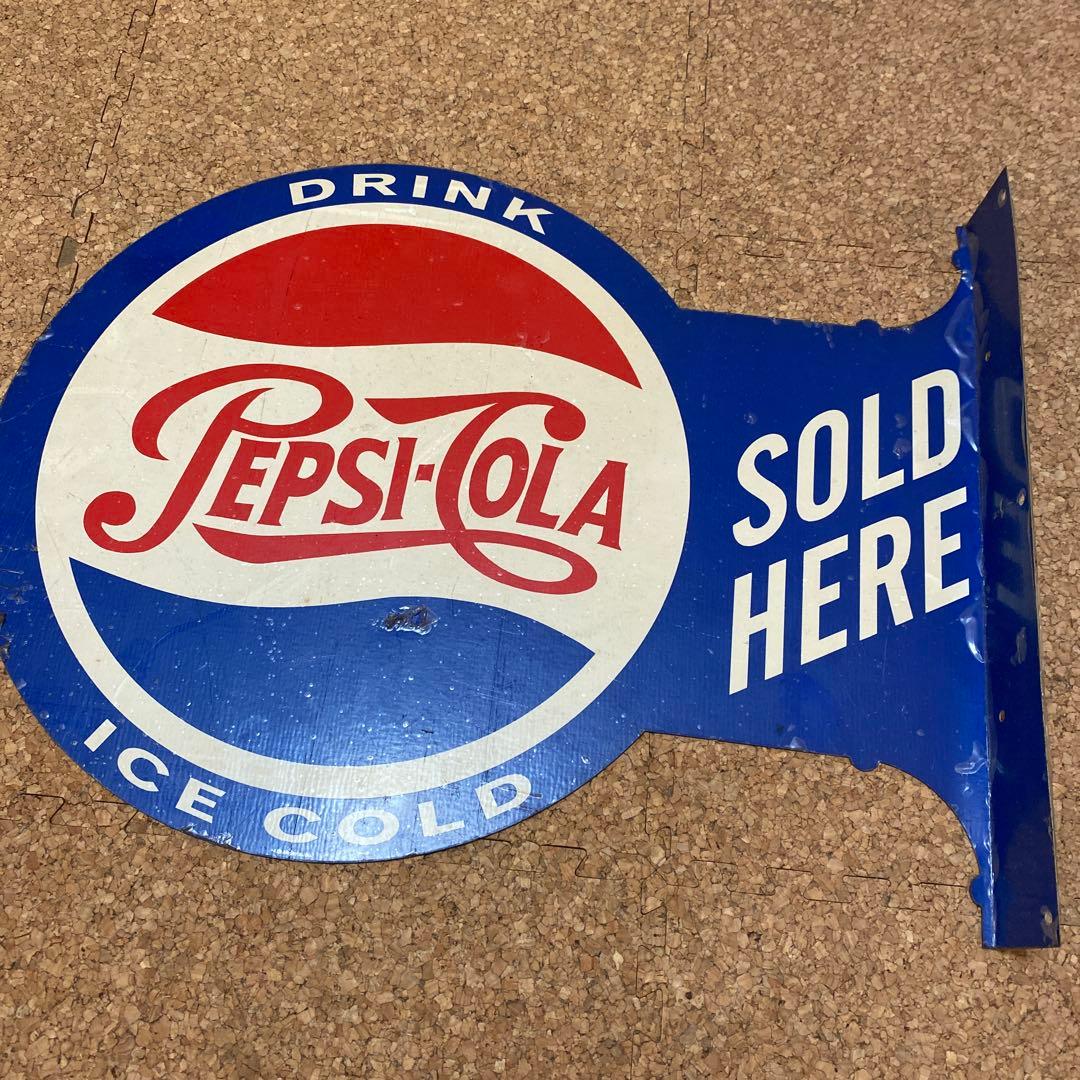 DRINK
PEPSI-COLA
ICE COLD
SOLD
HERE